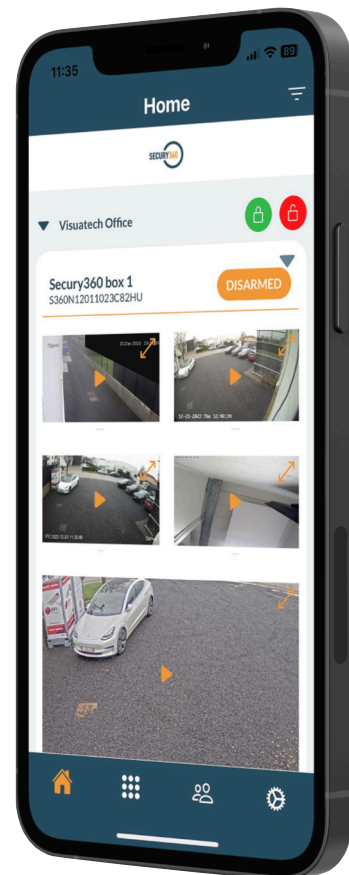 11:35
89
Home
SECURY360
Visuatech Office
Secury360 box 1
S360N12011023C82HU
DISARMED